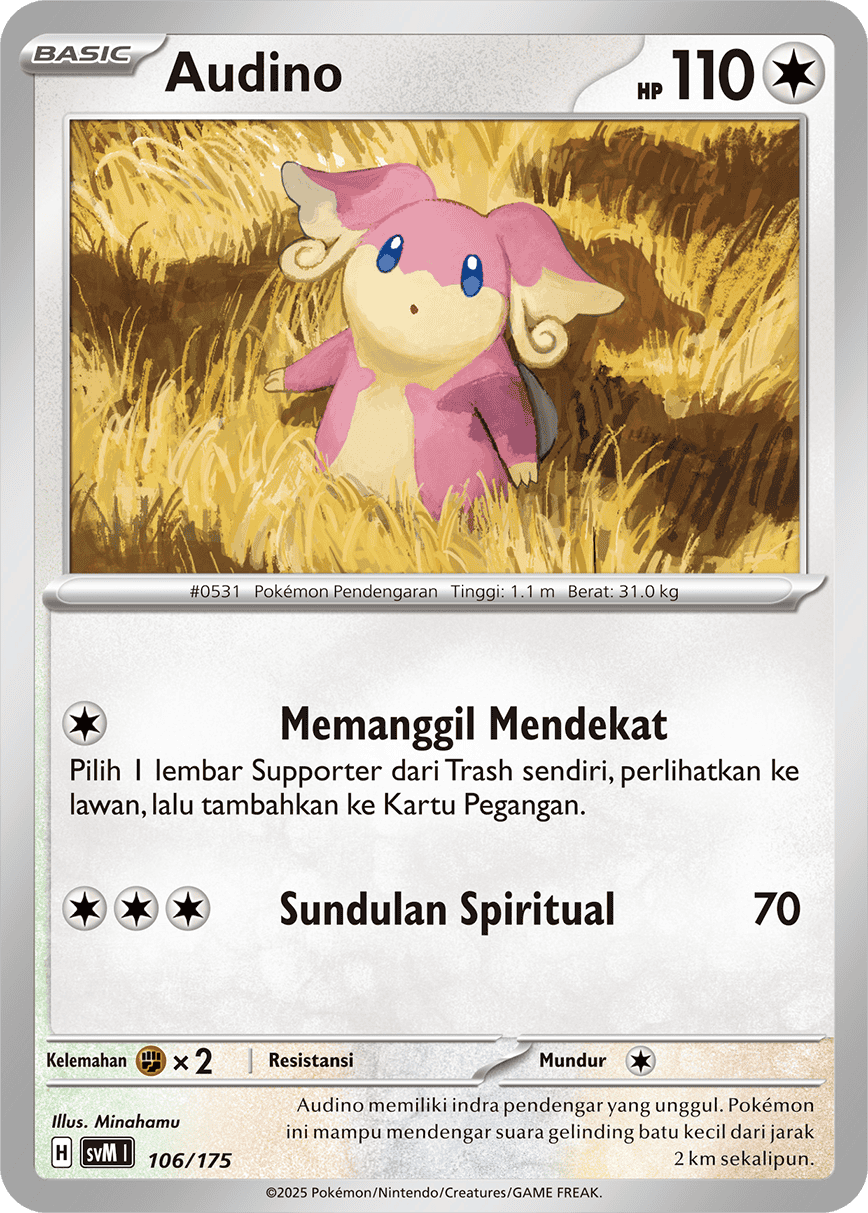 BASIC Audino HP 110
#0531 Pokémon Pendengaran Tinggi: 1.1 m Berat: 31.0 kg
Memanggil Mendekat
Pilih 1 lembar Supporter dari Trash sendiri, perlihatkan ke
lawan, lalu tambahkan ke Kartu Pegangan.
Sundulan Spiritual 70
Kelemahan ×2 Resistansi Mundur
Illus. Minahamu
Audino memiliki indra pendengar yang unggul. Pokémon
ini mampu mendengar suara gelinding batu kecil dari jarak
2 km sekalipun.
H svM I 106/175
©2025 Pokémon/Nintendo/Creatures/GAME FREAK.